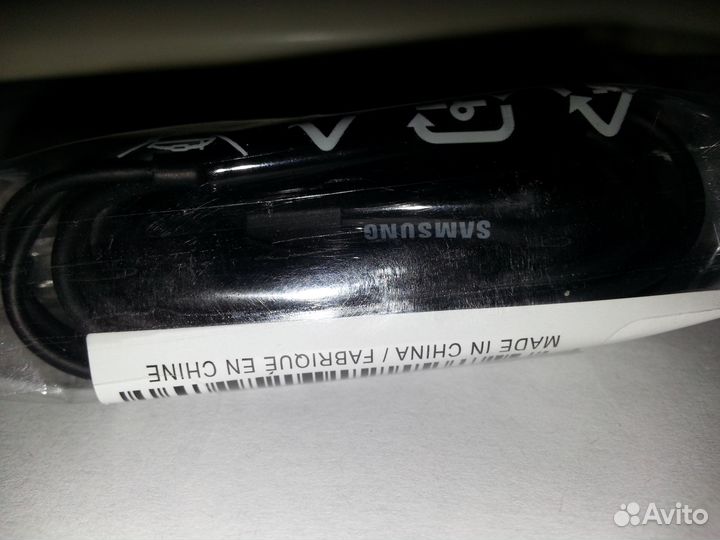 SAMSUNG
MADE IN CHINA / FABRIQUÉ EN CHINE
Avito